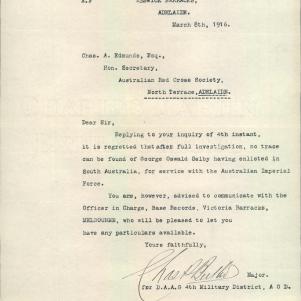 KESWICK BARRACKS,
ADELAIDE.
March 8th, 1916.
Chas. A. Edmunds, Esq.,
Hon. Secretary,
Australian Red Cross Society,
North Terrace, ADELAIDE.
Dear Sir,
Replying to your inquiry of 4th instant,
it is regretted that after full investigation, no trace
can be found of George Oswald Selby having enlisted in
South Australia, for service with the Australian Imperial
Force.
You are, however, advised to communicate with the
Officer in Charge, Base Records, Victoria Barracks,
MELBOURNE, who will be pleased to let you
have any particulars available.
Yours faithfully,
Major.
for D.A.A.G 4th Military District, A O D.